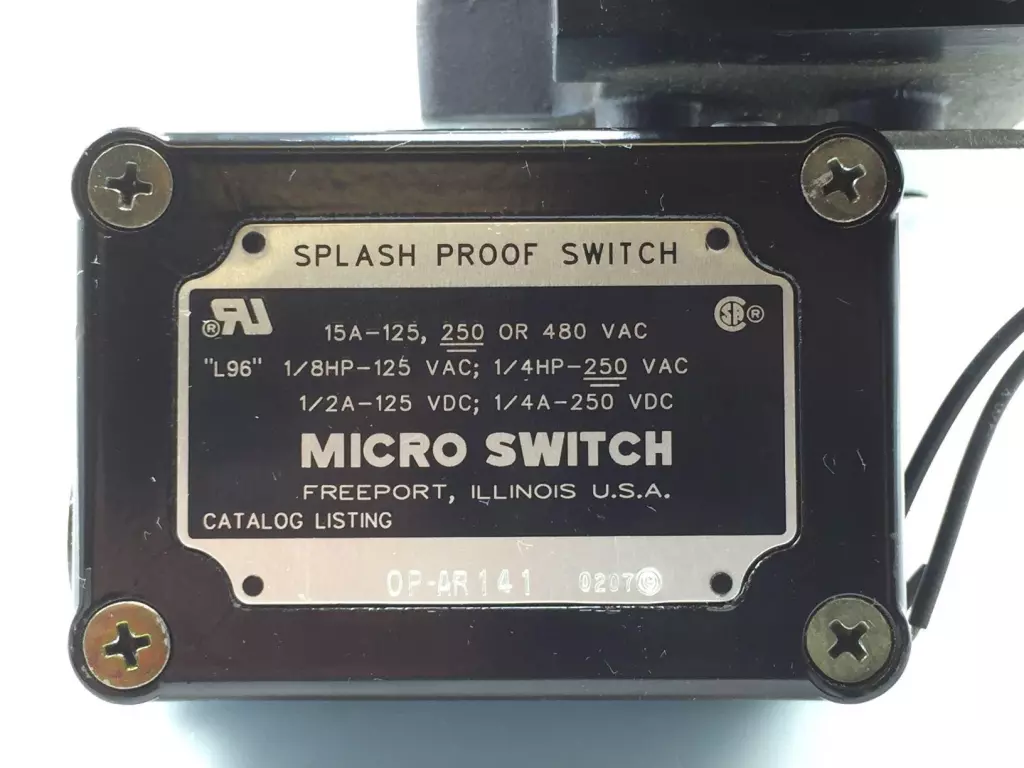 SPLASH PROOF SWITCH
15A-125, 250 OR 480 VAC
"L96" 1/8HP-125 VAC; 1/4HP-250 VAC
1/2A-125 VDC; 1/4A-250 VDC
MICRO SWITCH
FREEPORT, ILLINOIS U.S.A.
CATALOG LISTING
OP-AR141 0207